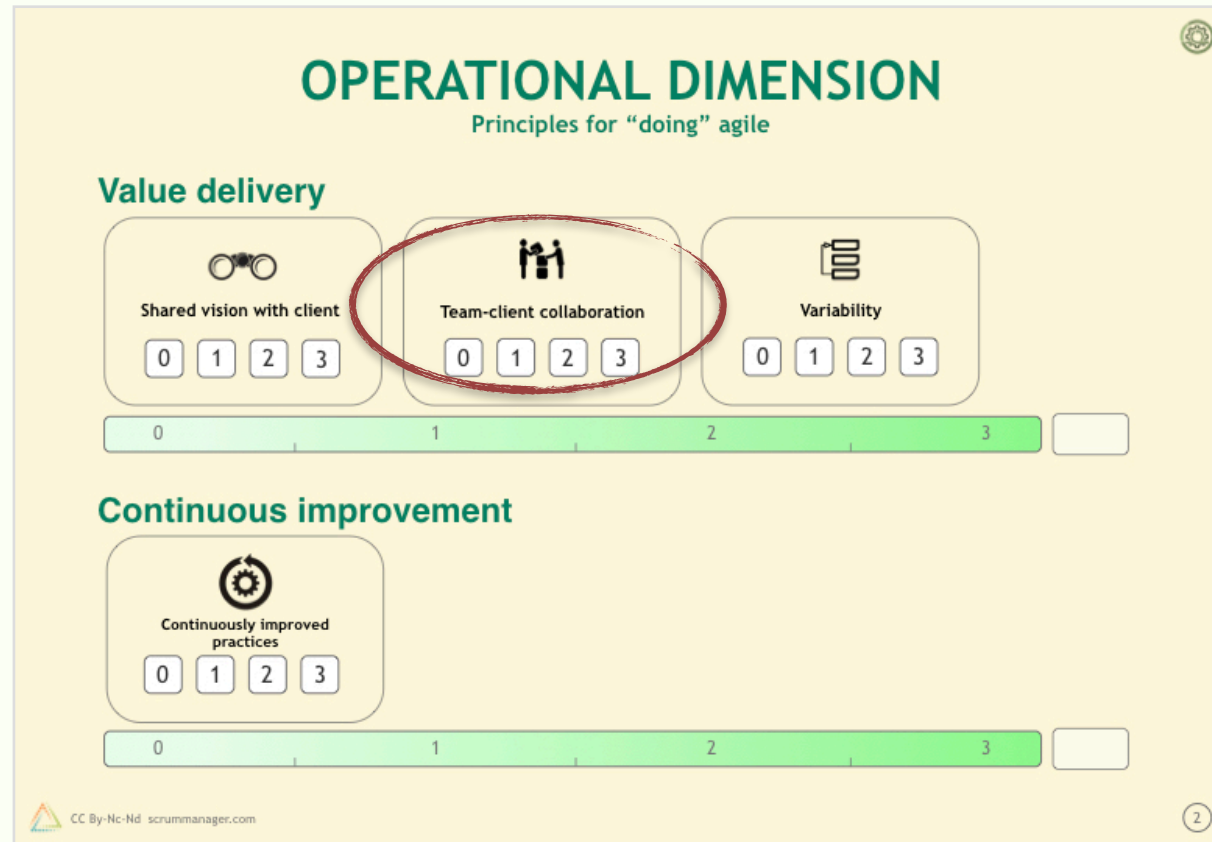 OPERATIONAL DIMENSION
Principles for “doing” agile
Value delivery
Shared vision with client
0 1 2 3
Team-client collaboration
0 1 2 3
Variability
0 1 2 3
0 1 2 3
Continuous improvement
Continuously improved
practices
0 1 2 3
0 1 2 3
CC By-Nc-Nd scrummanager.com
2